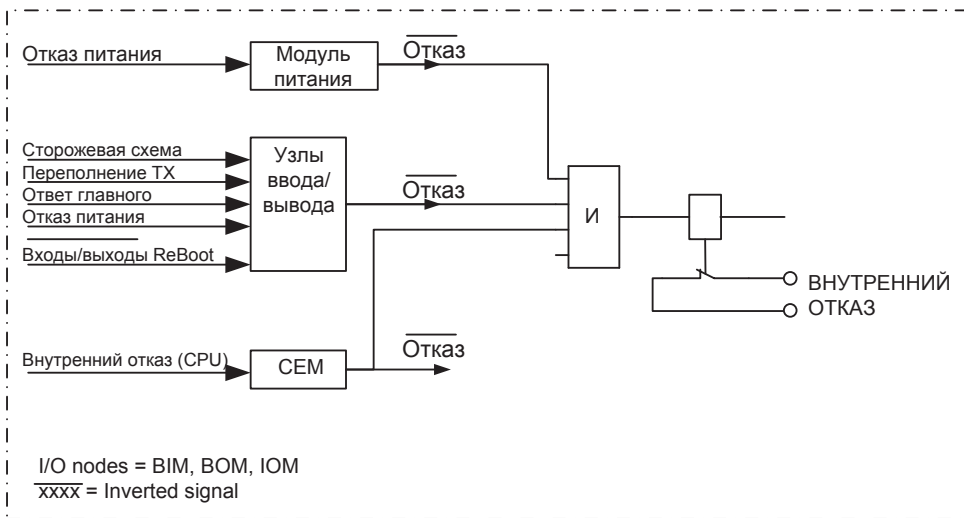 Отказ питания
Модуль
питания
Отказ
Сторожевая схема
Переполнение TX
Ответ главного
Отказ питания
Входы/выходы ReBoot
Узлы
ввода/
вывода
Отказ
И
ВНУТРЕННИЙ
ОТКАЗ
Внутренний отказ (CPU)
CEM
Отказ
I/O nodes = BIM, BOM, IOM
xxxx = Inverted signal